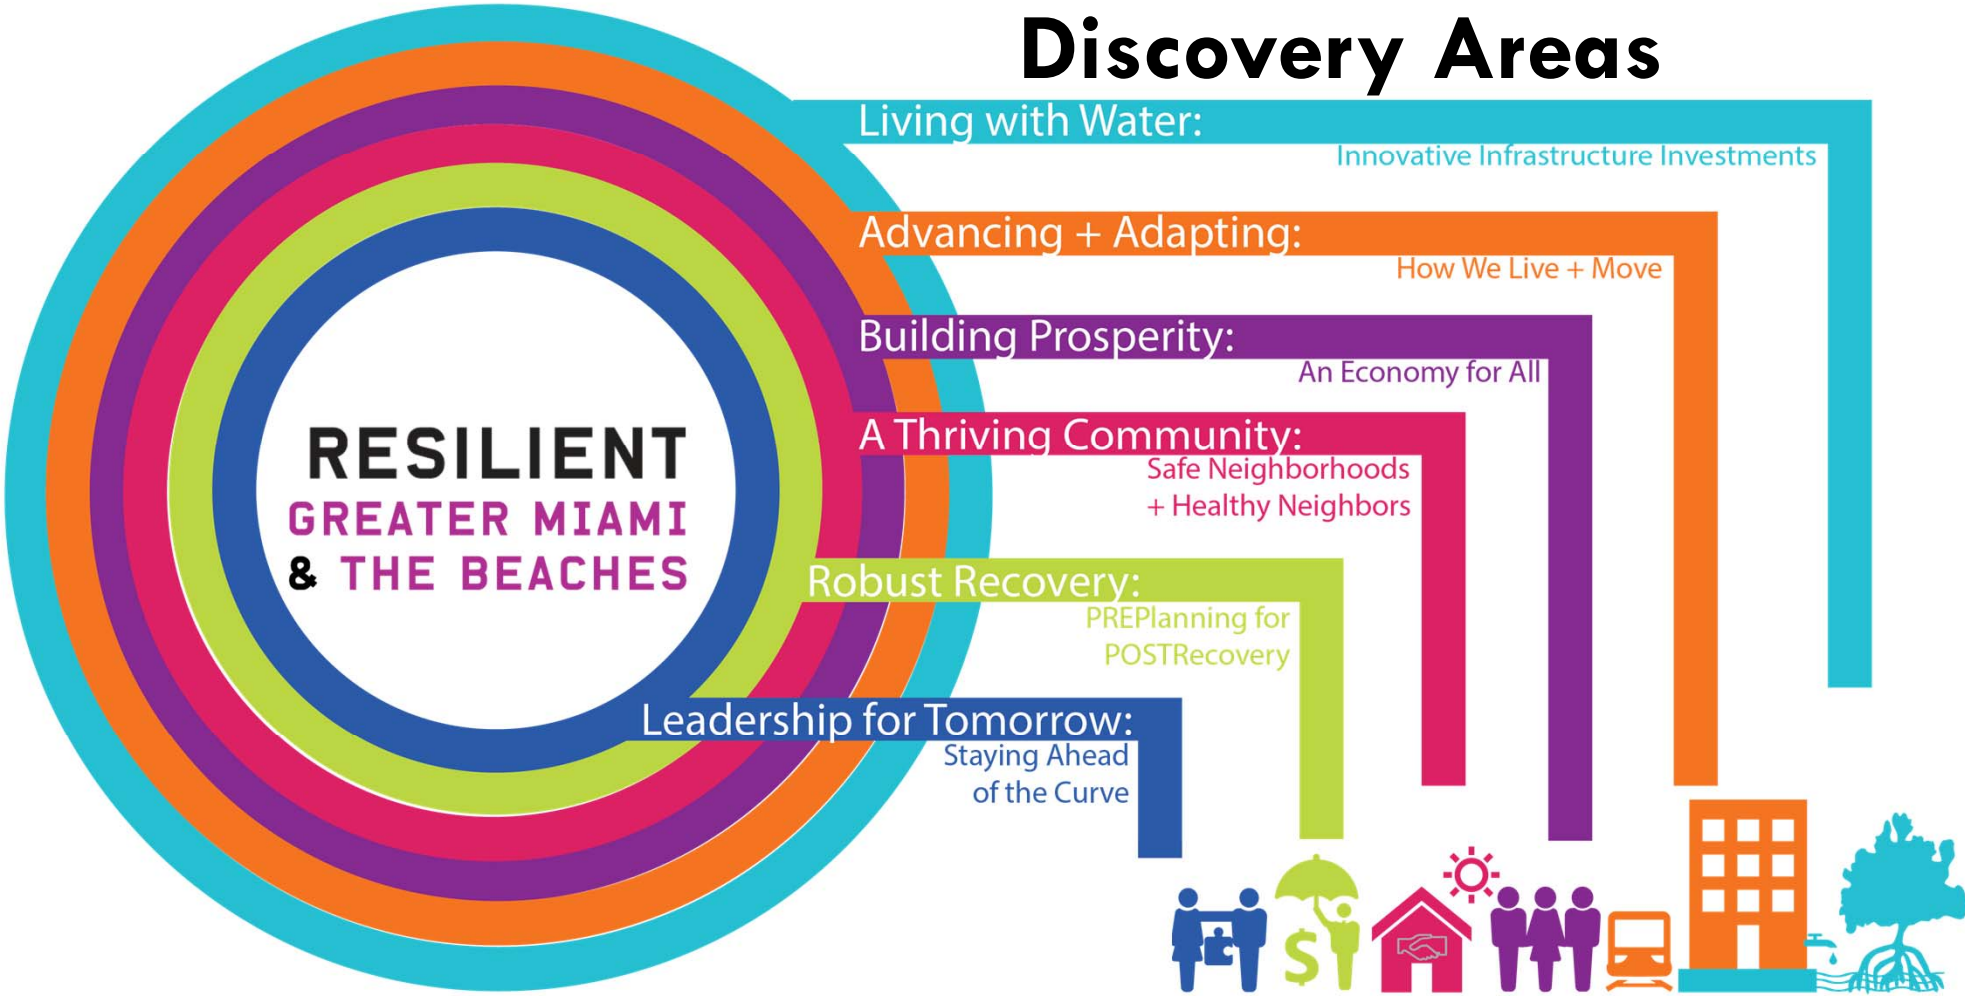 Discovery Areas
Living with Water:
Innovative Infrastructure Investments
Advancing + Adapting:
How We Live + Move
Building Prosperity:
An Economy for All
A Thriving Community:
Safe Neighborhoods
+ Healthy Neighbors
RESILIENT
GREATER MIAMI
& THE BEACHES
Robust Recovery:
PREPlanning for
POSTRecovery
Leadership for Tomorrow:
Staying Ahead
of the Curve
$